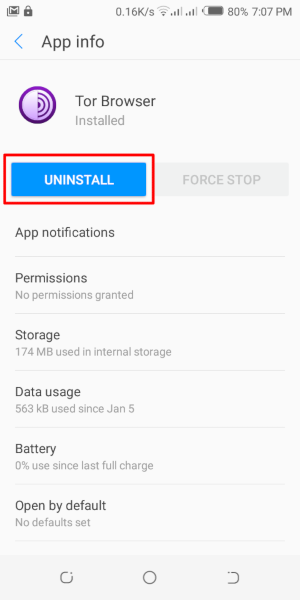 0.16K/s 80% 7:07 PM
App info
Tor Browser
Installed
UNINSTALL FORCE STOP
App notifications
Permissions
No permissions granted
Storage
174 MB used in internal storage
Data usage
563 kB used since Jan 5
Battery
0% use since last full charge
Open by default
No defaults set